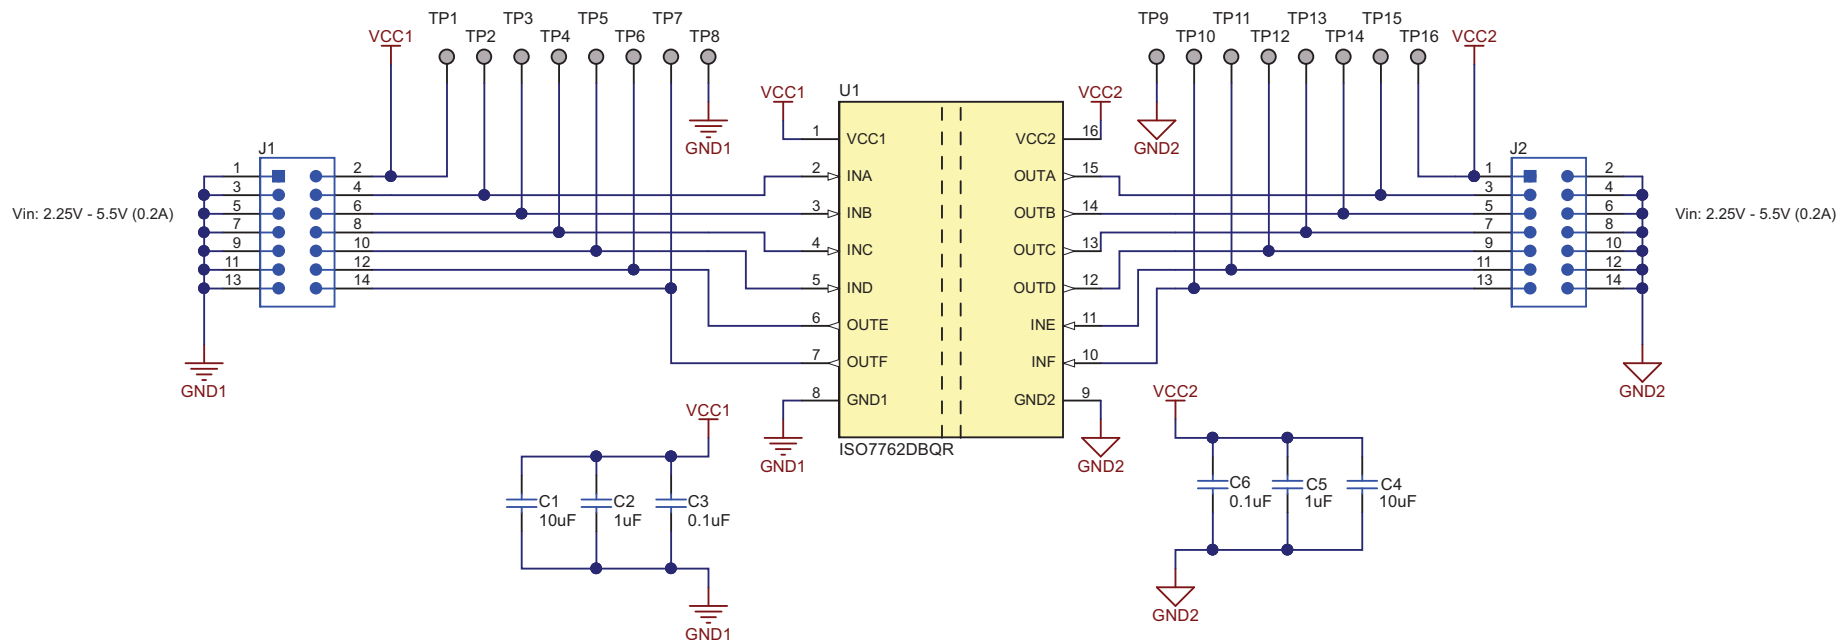 TP1 TP3 TP5 TP7
VCC1 TP2 TP4 TP6 TP8
TP9 TP11 TP13 TP15
TP10 TP12 TP14 TP16 VCC2
GND1
GND2
VCC1 U1 VCC2
1 VCC1 VCC2 16
2 INA OUTA 15
3 INB OUTB 14
4 INC OUTC 13
5 IND OUTD 12
6 OUTE INE 11
7 OUTF INF 10
8 GND1 GND2 9
ISO7762DBQR
GND1
GND2
J1
1 2
3 4
5 6
7 8
9 10
11 12
13 14
Vin: 2.25V - 5.5V (0.2A)
GND1
J2
1 2
3 4
5 6
7 8
9 10
11 12
13 14
Vin: 2.25V - 5.5V (0.2A)
GND2
VCC1
C1 C2 C3
10uF 1uF 0.1uF
GND1
VCC2
C6 C5 C4
0.1uF 1uF 10uF
GND2